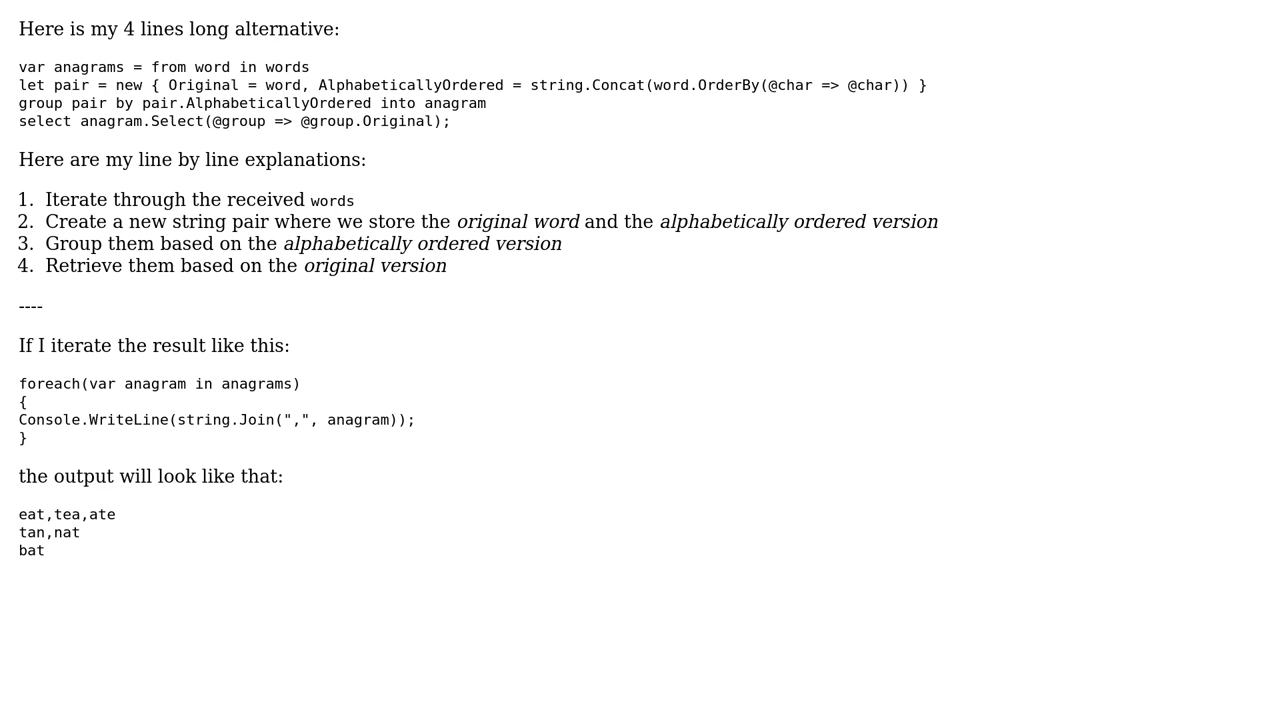 Here is my 4 lines long alternative:
var anagrams = from word in words
let pair = new { Original = word, AlphabeticallyOrdered = string.Concat(word.OrderBy(@char => @char)) }
group pair by pair.AlphabeticallyOrdered into anagram
select anagram.Select(@group => @group.Original);
Here are my line by line explanations:
1. Iterate through the received words
2. Create a new string pair where we store the original word and the alphabetically ordered version
3. Group them based on the alphabetically ordered version
4. Retrieve them based on the original version
----
If I iterate the result like this:
foreach(var anagram in anagrams)
{
Console.WriteLine(string.Join(",", anagram));
}
the output will look like that:
eat,tea,ate
tan,nat
bat